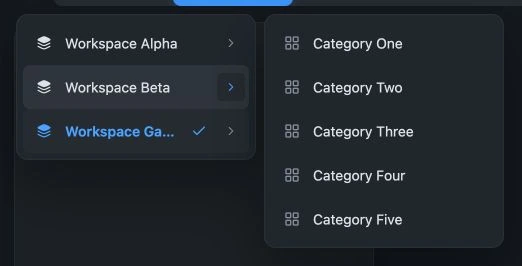 Workspace Alpha
Workspace Beta
Workspace Ga...
Category One
Category Two
Category Three
Category Four
Category Five